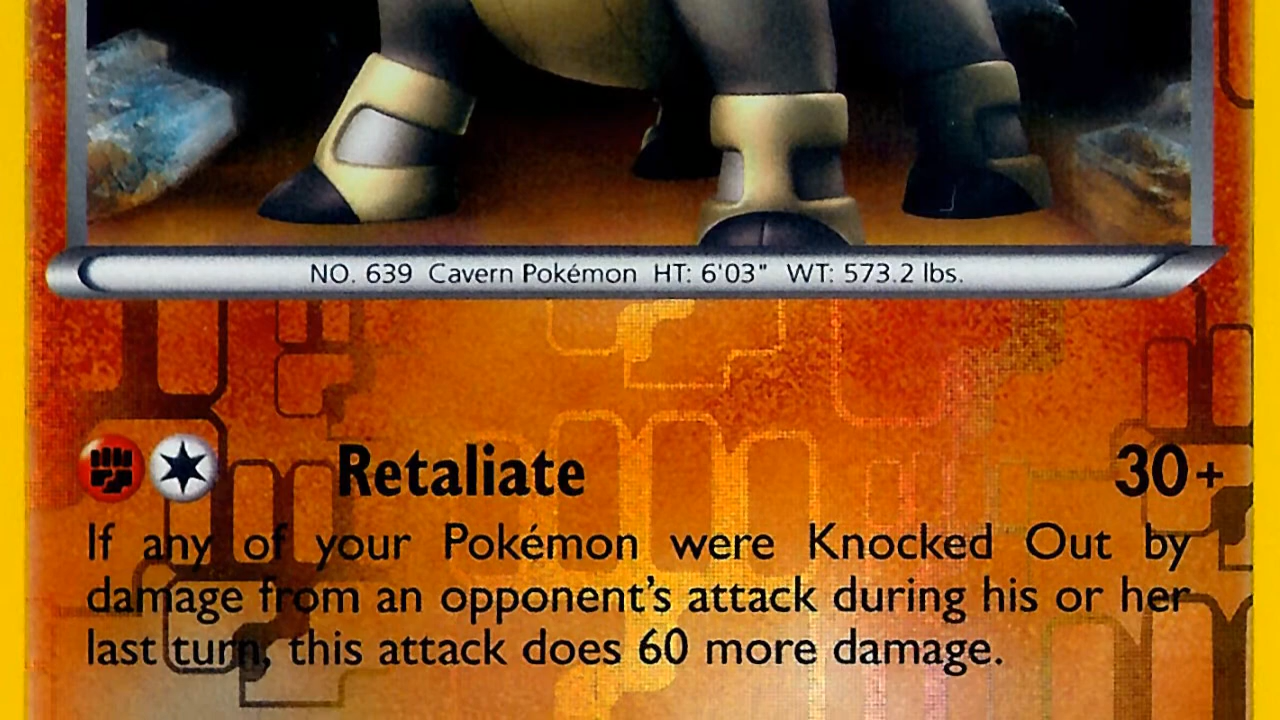 NO. 639 Cavern Pokémon HT: 6'03" WT: 573.2 lbs.
Retaliate 30+
If any of your Pokémon were Knocked Out by
damage from an opponent's attack during his or her
last turn, this attack does 60 more damage.